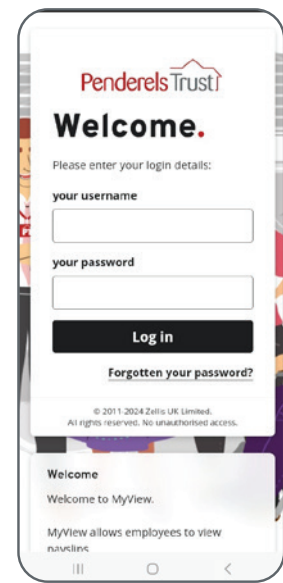 Penderels Trust
Welcome.
Please enter your login details:
your username
your password
Log in
Forgotten your password?
© 2011-2024 Zellis UK Limited.
All rights reserved. No unauthorised access.
Welcome
Welcome to MyView.
MyView allows employees to view
payslips